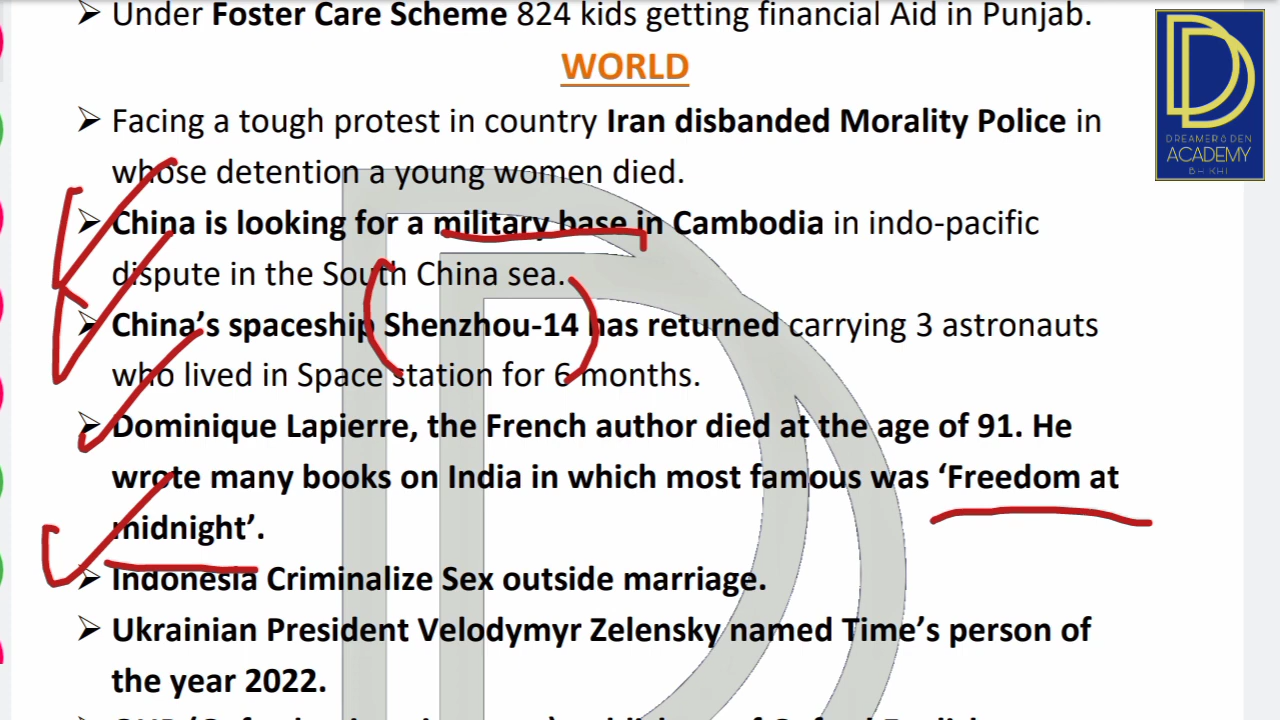 ➢ Under Foster Care Scheme 824 kids getting financial Aid in Punjab.
WORLD
➢ Facing a tough protest in country Iran disbanded Morality Police in
whose detention a young women died.
➢ China is looking for a military base in Cambodia in indo-pacific
dispute in the South China sea.
➢ China's spaceship Shenzhou-14 has returned carrying 3 astronauts
who lived in Space station for 6 months.
➢ Dominique Lapierre, the French author died at the age of 91. He
wrote many books on India in which most famous was ‘Freedom at
midnight’.
➢ Indonesia Criminalize Sex outside marriage.
➢ Ukrainian President Velodymyr Zelensky named Time’s person of
the year 2022.
DREAMER'S DEN
ACADEMY
BHIKHI